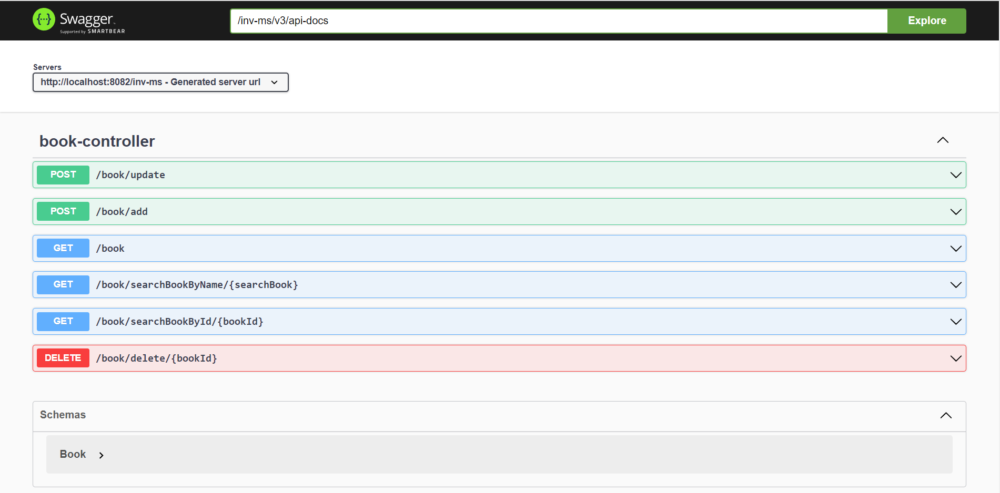 {···} Swagger™
Supported by SMARTBEAR
/inv-ms/v3/api-docs
Explore
Servers
http://localhost:8082/inv-ms - Generated server url
book-controller
POST /book/update
POST /book/add
GET /book
GET /book/searchBookByName/{searchBook}
GET /book/searchBookById/{bookId}
DELETE /book/delete/{bookId}
Schemas
Book